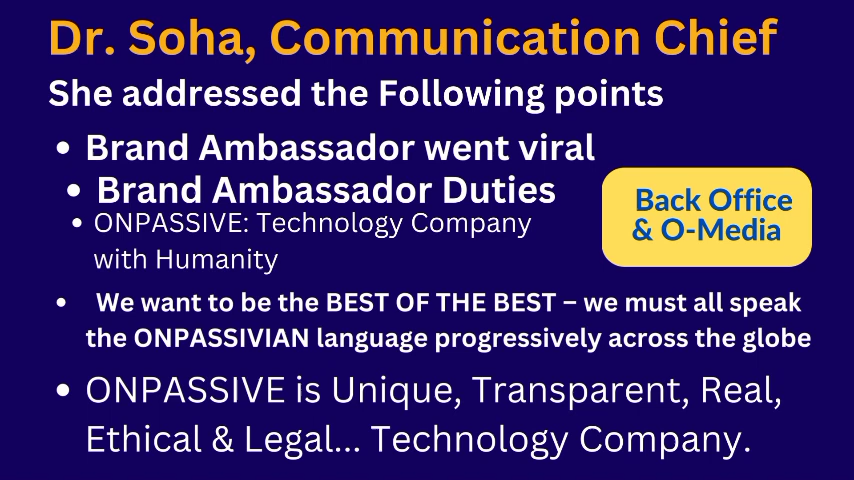 Dr. Soha, Communication Chief
She addressed the Following points
• Brand Ambassador went viral
• Brand Ambassador Duties
• ONPASSIVE: Technology Company
with Humanity
Back Office
& O-Media
• We want to be the BEST OF THE BEST – we must all speak
the ONPASSIVIAN language progressively across the globe
• ONPASSIVE is Unique, Transparent, Real,
Ethical & Legal... Technology Company.